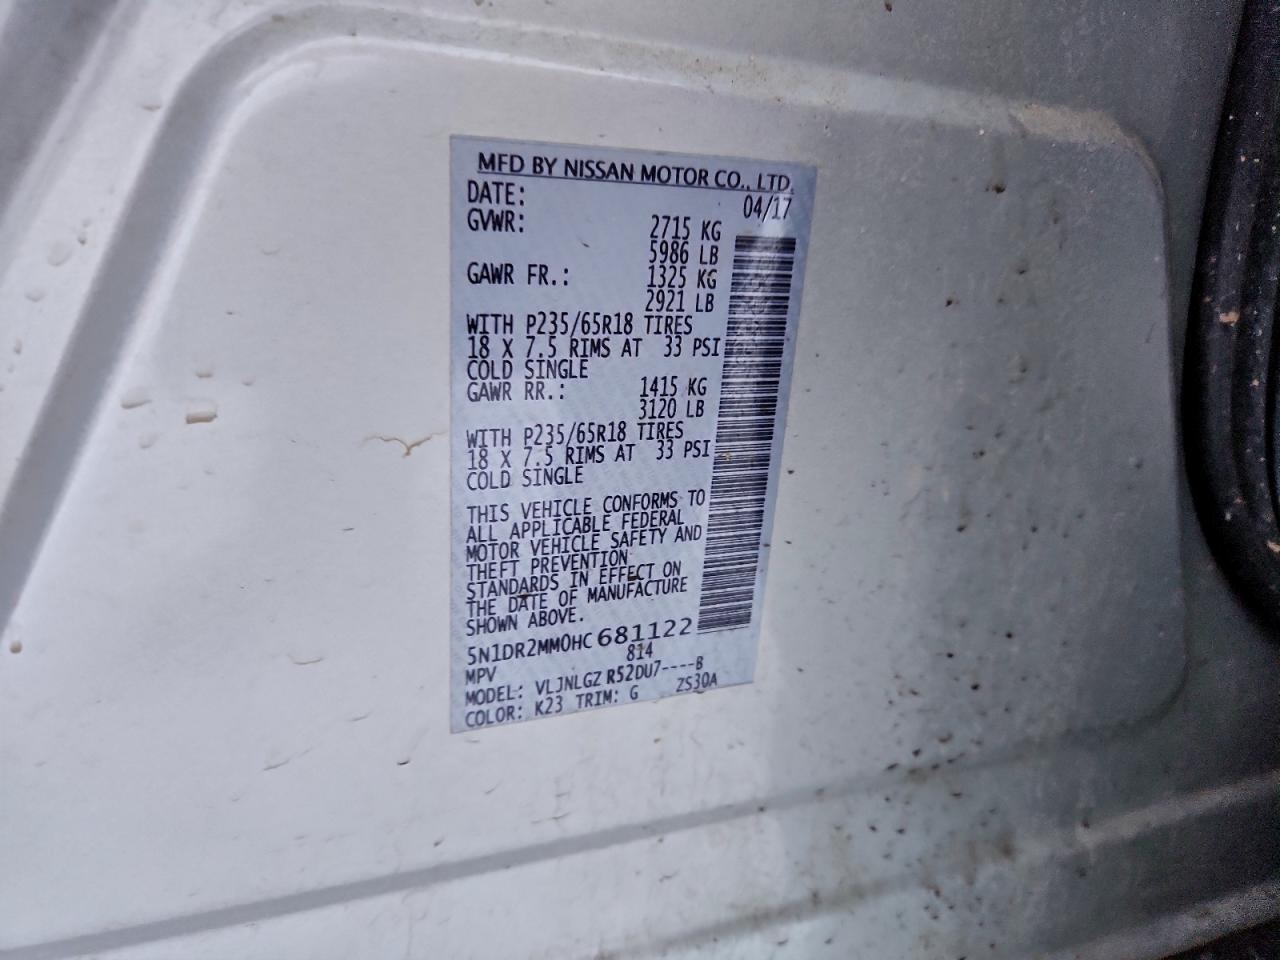 MFD BY NISSAN MOTOR CO., LTD.
DATE: 04/17
GVWR: 2715 KG
5986 LB
GAWR FR.: 1325 KG
2921 LB
WITH P235/65R18 TIRES
18 X 7.5 RIMS AT 33 PSI
COLD SINGLE
GAWR RR.: 1415 KG
3120 LB
WITH P235/65R18 TIRES
18 X 7.5 RIMS AT 33 PSI
COLD SINGLE
THIS VEHICLE CONFORMS TO
ALL APPLICABLE FEDERAL
MOTOR VEHICLE SAFETY AND
THEFT PREVENTION
STANDARDS IN EFFECT ON
THE DATE OF MANUFACTURE
SHOWN ABOVE.
5N1DR2MM0HC681122
MPV 814
MODEL: VLJNLGZ R52DU7----B
COLOR: K23 TRIM: G ZS30A